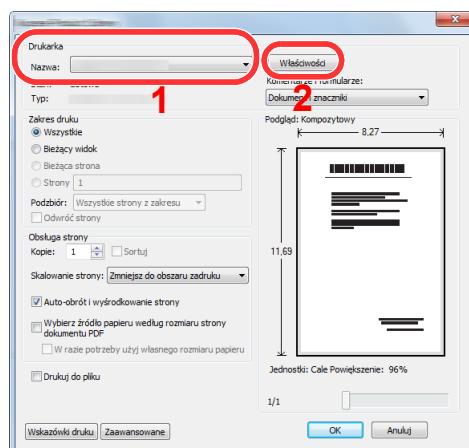 Drukarka
Nazwa:
Właściwości
Typ:
1
2
Dokument i znaczniki
Zakres druku
Wszystkie
Bieżący widok
Bieżąca strona
Strony 1
Podzbiór: Wszystkie strony z zakresu
Odwróć strony
Obsługa strony
Kopie: 1 Sortuj
Skalowanie strony: Zmniejsz do obszaru zadruku
Auto-obrót i wyśrodkowanie strony
Wybierz źródło papieru według rozmiaru strony
dokumentu PDF
W razie potrzeby użyj własnego rozmiaru papieru
Drukuj do pliku
Podgląd: Kompozytowy
8,27
11,69
Jednostki: Cale Powiększenie: 96%
1/1
Wskazówki druku Zaawansowane
OK Anuluj